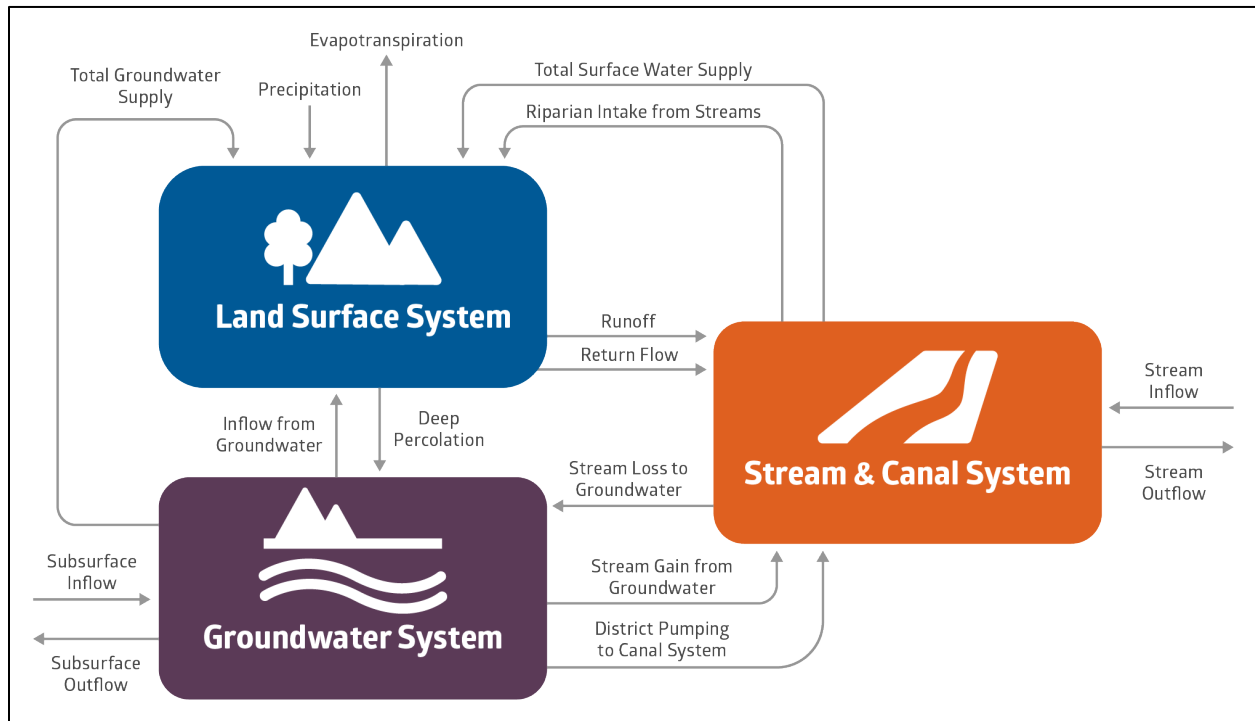 Evapotranspiration
Total Groundwater
Supply
Precipitation
Total Surface Water Supply
Riparian Intake from Streams
Land Surface System
Runoff
Return Flow
Stream
Inflow
Inflow from
Groundwater
Deep
Percolation
Stream Loss to
Groundwater
Stream & Canal System
Stream
Outflow
Subsurface
Inflow
Stream Gain from
Groundwater
Groundwater System
District Pumping
to Canal System
Subsurface
Outflow